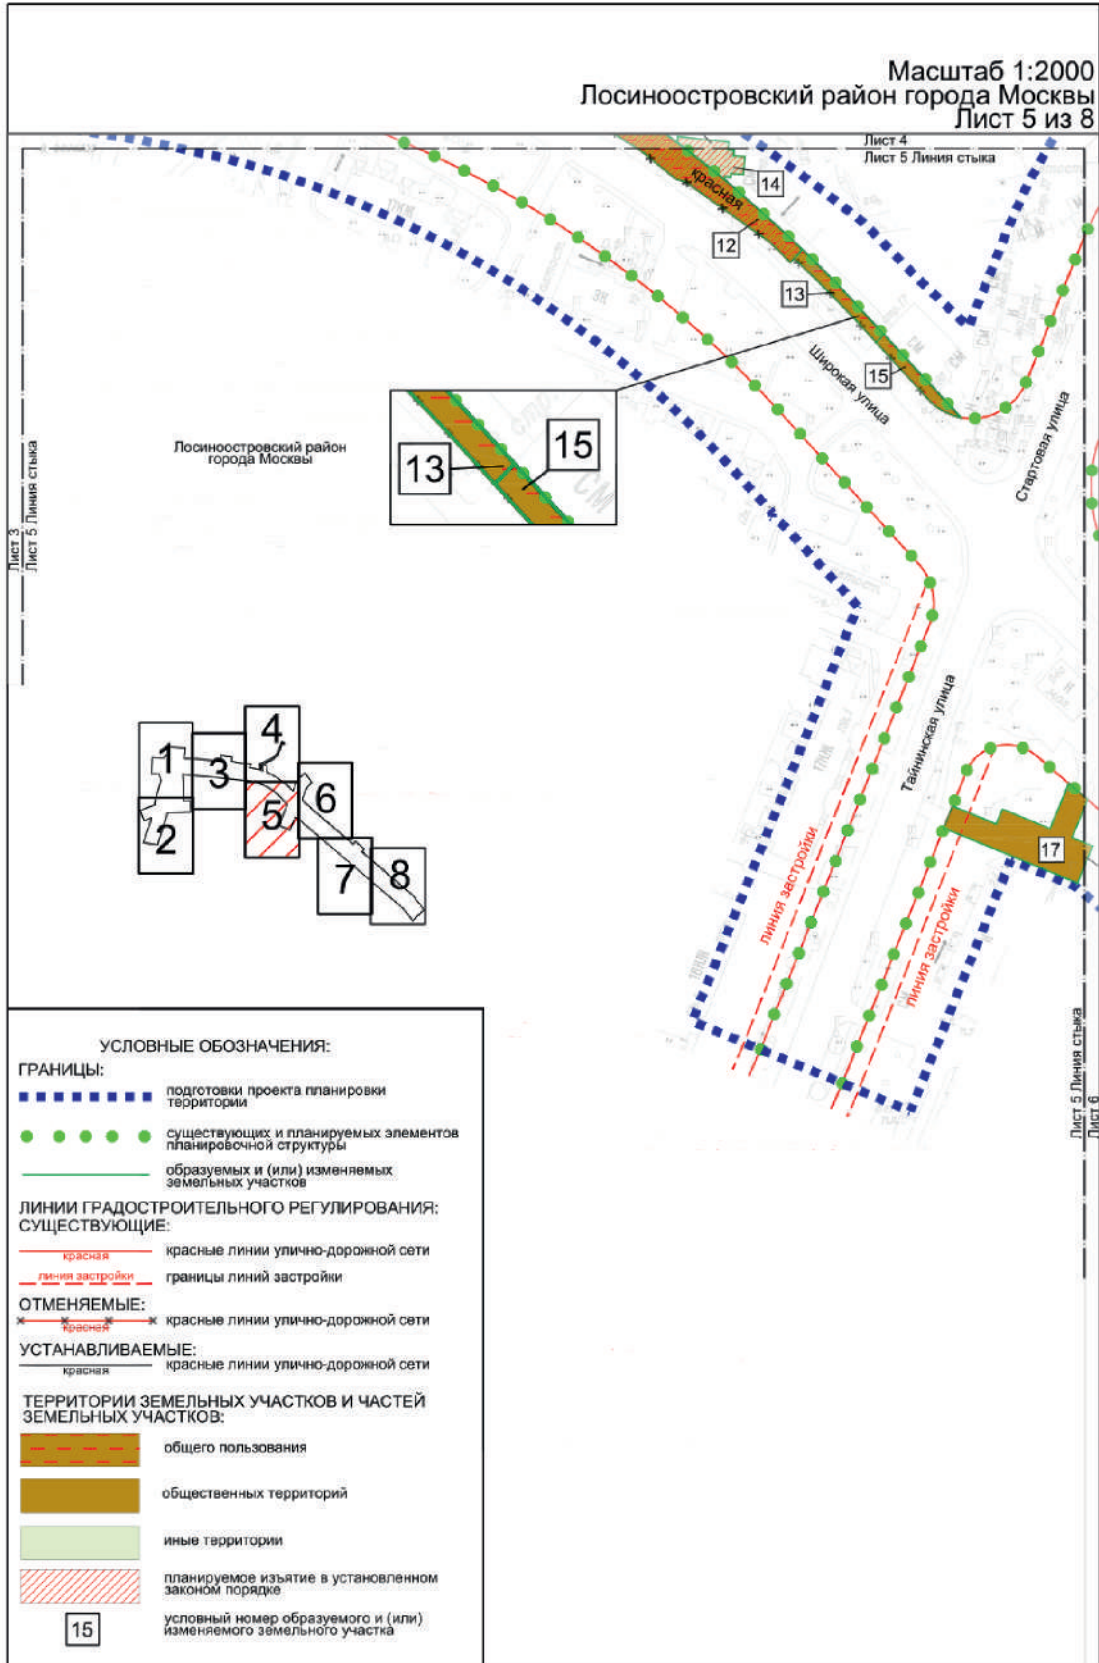 Масштаб 1:2000
Лосиноостровский район города Москвы
Лист 5 из 8
Лист 4
Лист 5 Линия стыка
14
красная
12
13
15
Широкая улица
Стартовая улица
Лосиноостровский район
города Москвы
13
15
СМ
Лист 3
Лист 5 Линия стыка
Тайнинская улица
линия застройки
линия застройки
17
1
2
3
4
5
6
7
8
Лист 5 Линия стыка
Лист 6
УСЛОВНЫЕ ОБОЗНАЧЕНИЯ:
ГРАНИЦЫ:
подготовки проекта планировки
территории
существующих и планируемых элементов
планировочной структуры
образуемых и (или) изменяемых
земельных участков
ЛИНИИ ГРАДОСТРОИТЕЛЬНОГО РЕГУЛИРОВАНИЯ:
СУЩЕСТВУЮЩИЕ:
красная
красные линии улично-дорожной сети
линия застройки
границы линий застройки
ОТМЕНЯЕМЫЕ:
красная
красные линии улично-дорожной сети
УСТАНАВЛИВАЕМЫЕ:
красная
красные линии улично-дорожной сети
ТЕРРИТОРИИ ЗЕМЕЛЬНЫХ УЧАСТКОВ И ЧАСТЕЙ
ЗЕМЕЛЬНЫХ УЧАСТКОВ:
общего пользования
общественных территорий
иные территории
планируемое изъятие в установленном
законом порядке
15
условный номер образуемого и (или)
изменяемого земельного участка